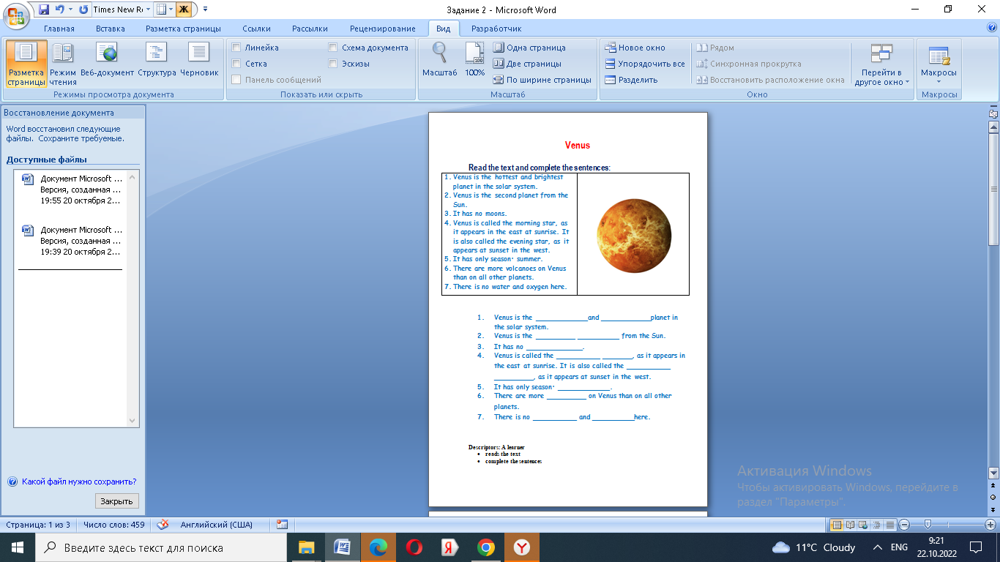 Times New Ro
Ж
Задание 2 - Microsoft Word
Главная Вставка Разметка страницы Ссылки Рассылки Рецензирование Вид Разработчик
Разметка страницы
Режим чтения
Веб-документ
Структура
Черновик
Режимы просмотра документа
Линейка
Сетка
Панель сообщений
Схема документа
Эскизы
Показать или скрыть
Масштаб
100
100%
Одна страница
Две страницы
По ширине страницы
Масштаб
Новое окно
Упорядочить все
Разделить
Рядом
Синхронная прокрутка
Восстановить расположение окна
Перейти в другое окно
Окно
Макросы
Макросы
Восстановление документа
Word восстановил следующие
файлы. Сохраните требуемые.
Доступные файлы
Документ Microsoft ...
Версия, созданная ...
19:55 20 октября 2...
Документ Microsoft ...
Версия, созданная ...
19:39 20 октября 2...
Какой файл нужно сохранить?
Закрыть
Venus
Read the text and complete the sentences:
1. Venus is the hottest and brightest
planet in the solar system.
2. Venus is the second planet from the
Sun.
3. It has no moons.
4. Venus is called the morning star, as
it appears in the east at sunrise. It
is also called the evening star, as it
appears at sunset in the west.
5. It has only season· summer.
6. There are more volcanoes on Venus
than on all other planets.
7. There is no water and oxygen here.
1. Venus is the _____________and ____________planet in
the solar system.
2. Venus is the __________ __________ from the Sun.
3. It has no ______________.
4. Venus is called the ___________ _______, as it appears in
the east at sunrise. It is also called the ___________
__________, as it appears at sunset in the west.
5. It has only season· _____________.
6. There are more __________ on Venus than on all other
planets.
7. There is no ___________ and __________here.
Descriptors: A learner
• reads the text
• complete the sentences
Активация Windows
Чтобы активировать Windows, перейдите в
раздел "Параметры".
Страница: 1 из 3 Число слов: 459 Английский (США)
Введите здесь текст для поиска
11°C Cloudy
ENG
9:21
22.10.2022